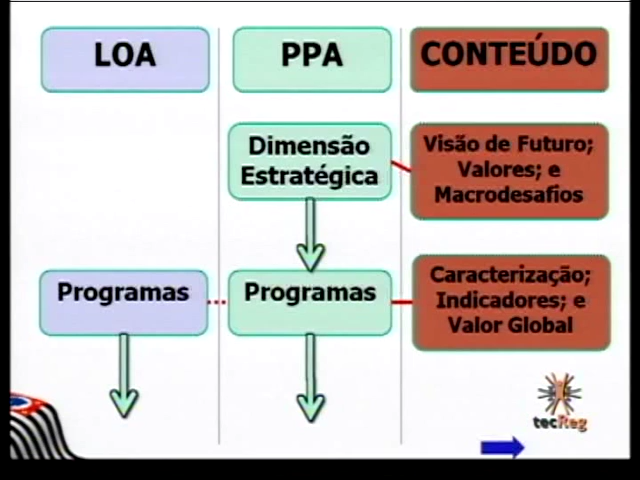 LOA
PPA
CONTEÚDO
Dimensão
Estratégica
Visão de Futuro;
Valores; e
Macrodesafios
Programas
Programas
Caracterização;
Indicadores; e
Valor Global
tecReg